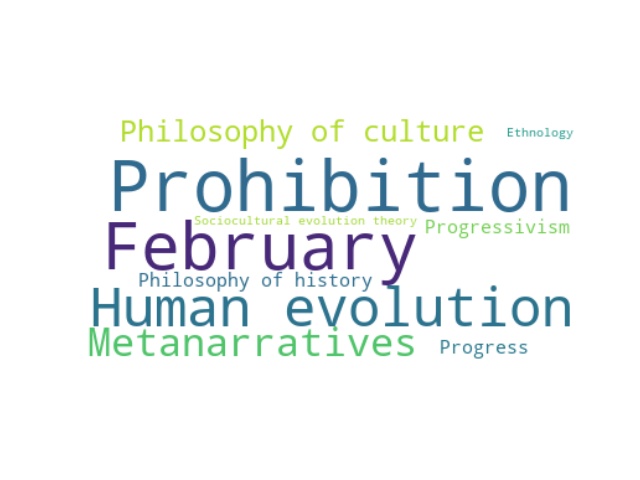 Philosophy of culture
Ethnology
Prohibition
Sociocultural evolution theory
February
Progressivism
Philosophy of history
Human evolution
Metanarratives
Progress